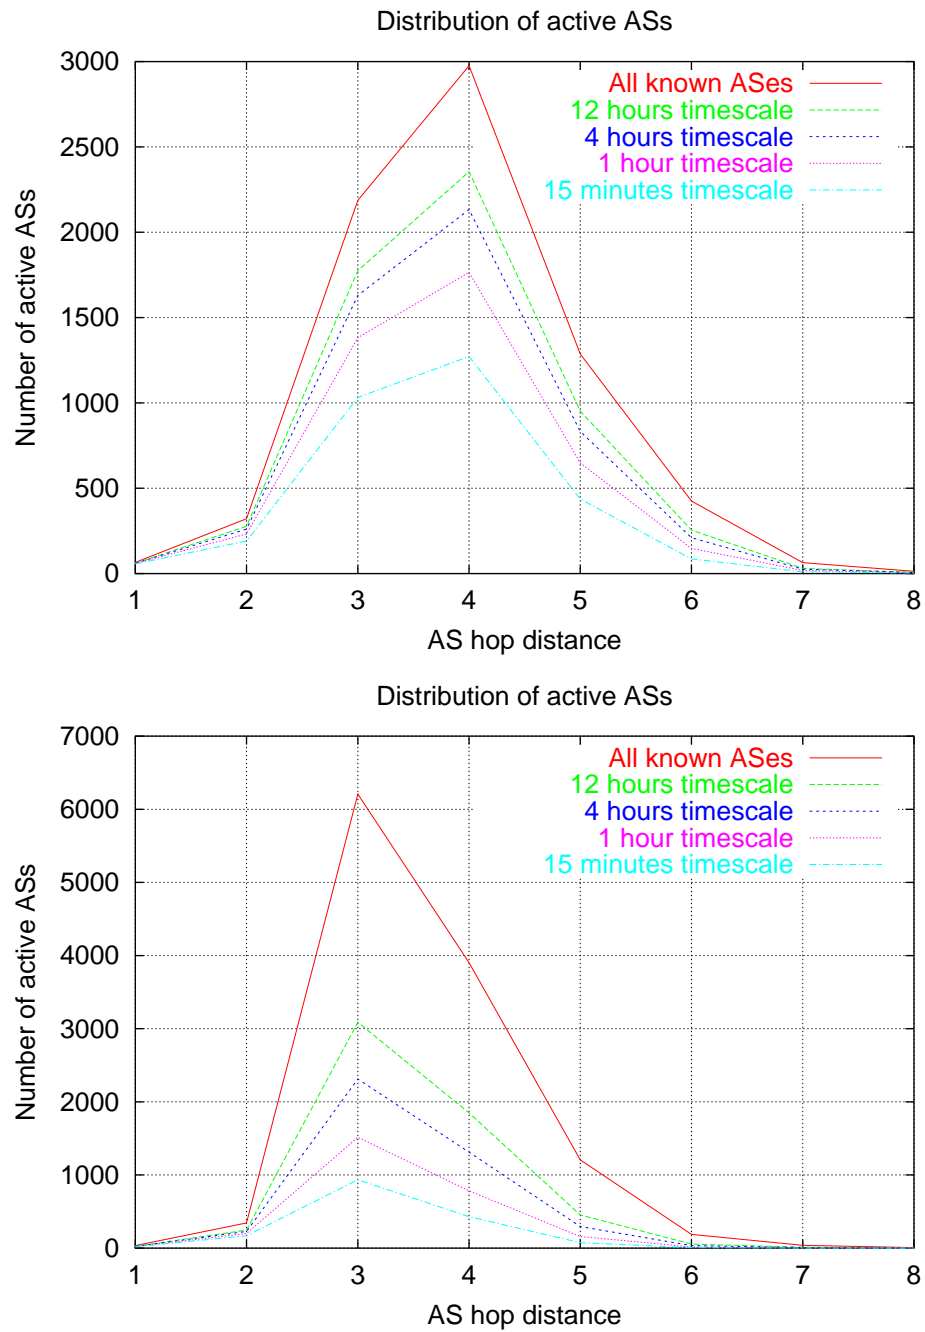 Distribution of active ASs
3000
2500
2000
1500
1000
500
0
Number of active ASs
All known ASes
12 hours timescale
4 hours timescale
1 hour timescale
15 minutes timescale
1 2 3 4 5 6 7 8
AS hop distance
Distribution of active ASs
7000
6000
5000
4000
3000
2000
1000
0
Number of active ASs
All known ASes
12 hours timescale
4 hours timescale
1 hour timescale
15 minutes timescale
1 2 3 4 5 6 7 8
AS hop distance